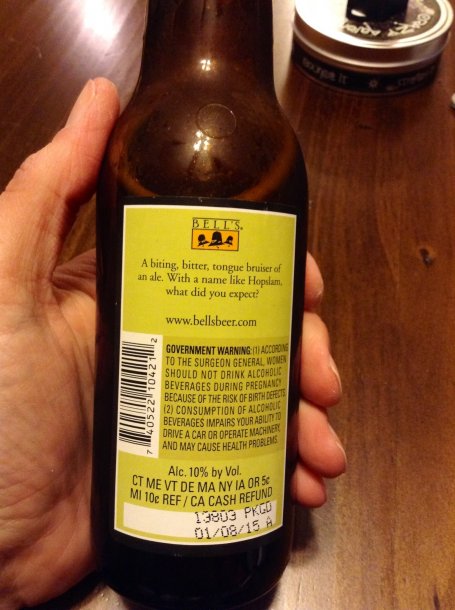 BELL'S
A biting, bitter, tongue bruiser of
an ale. With a name like Hopslam,
what did you expect?
www.bellsbeer.com
GOVERNMENT WARNING: (1) ACCORDING
TO THE SURGEON GENERAL, WOMEN
SHOULD NOT DRINK ALCOHOLIC
BEVERAGES DURING PREGNANCY
BECAUSE OF THE RISK OF BIRTH DEFECTS.
(2) CONSUMPTION OF ALCOHOLIC
BEVERAGES IMPAIRS YOUR ABILITY TO
DRIVE A CAR OR OPERATE MACHINERY,
AND MAY CAUSE HEALTH PROBLEMS.
7 40522 10421 2
Alc. 10% by Vol.
CT ME VT DE MA NY IA OR 5¢
MI 10¢ REF / CA CASH REFUND
13803 PKGD
01/08/15 A